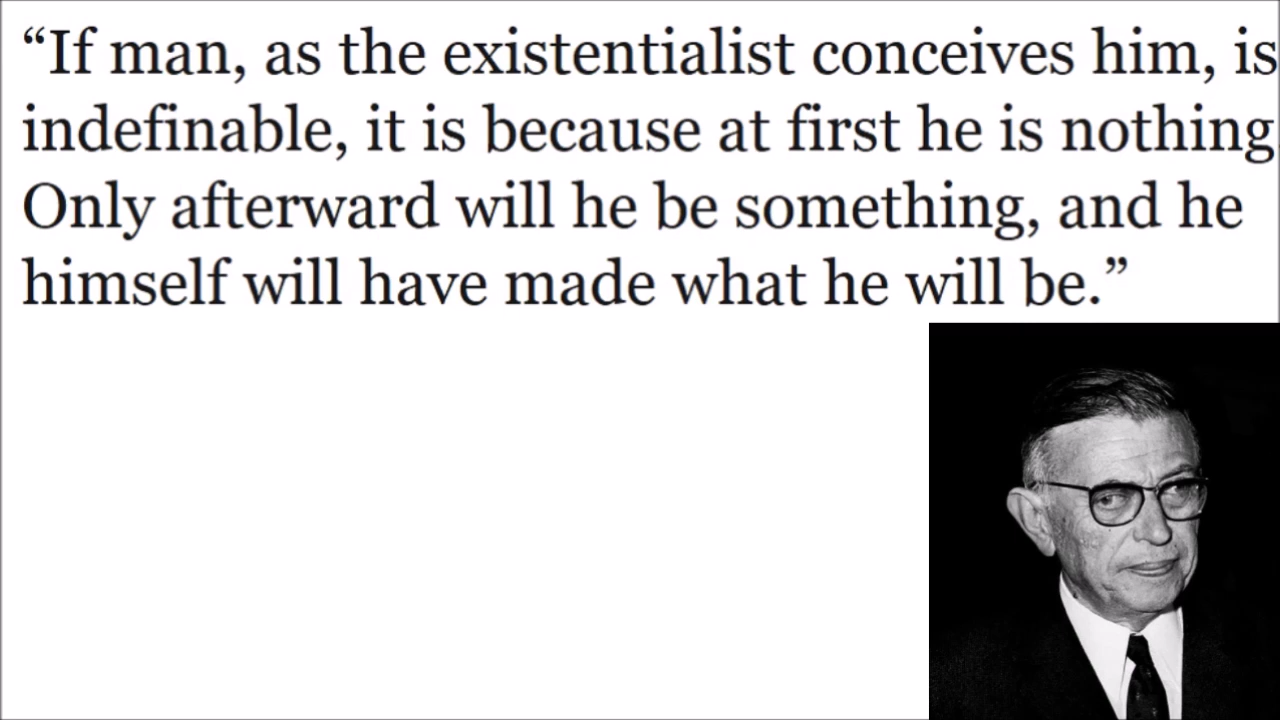 “If man, as the existentialist conceives him, is
indefinable, it is because at first he is nothing.
Only afterward will he be something, and he
himself will have made what he will be.”